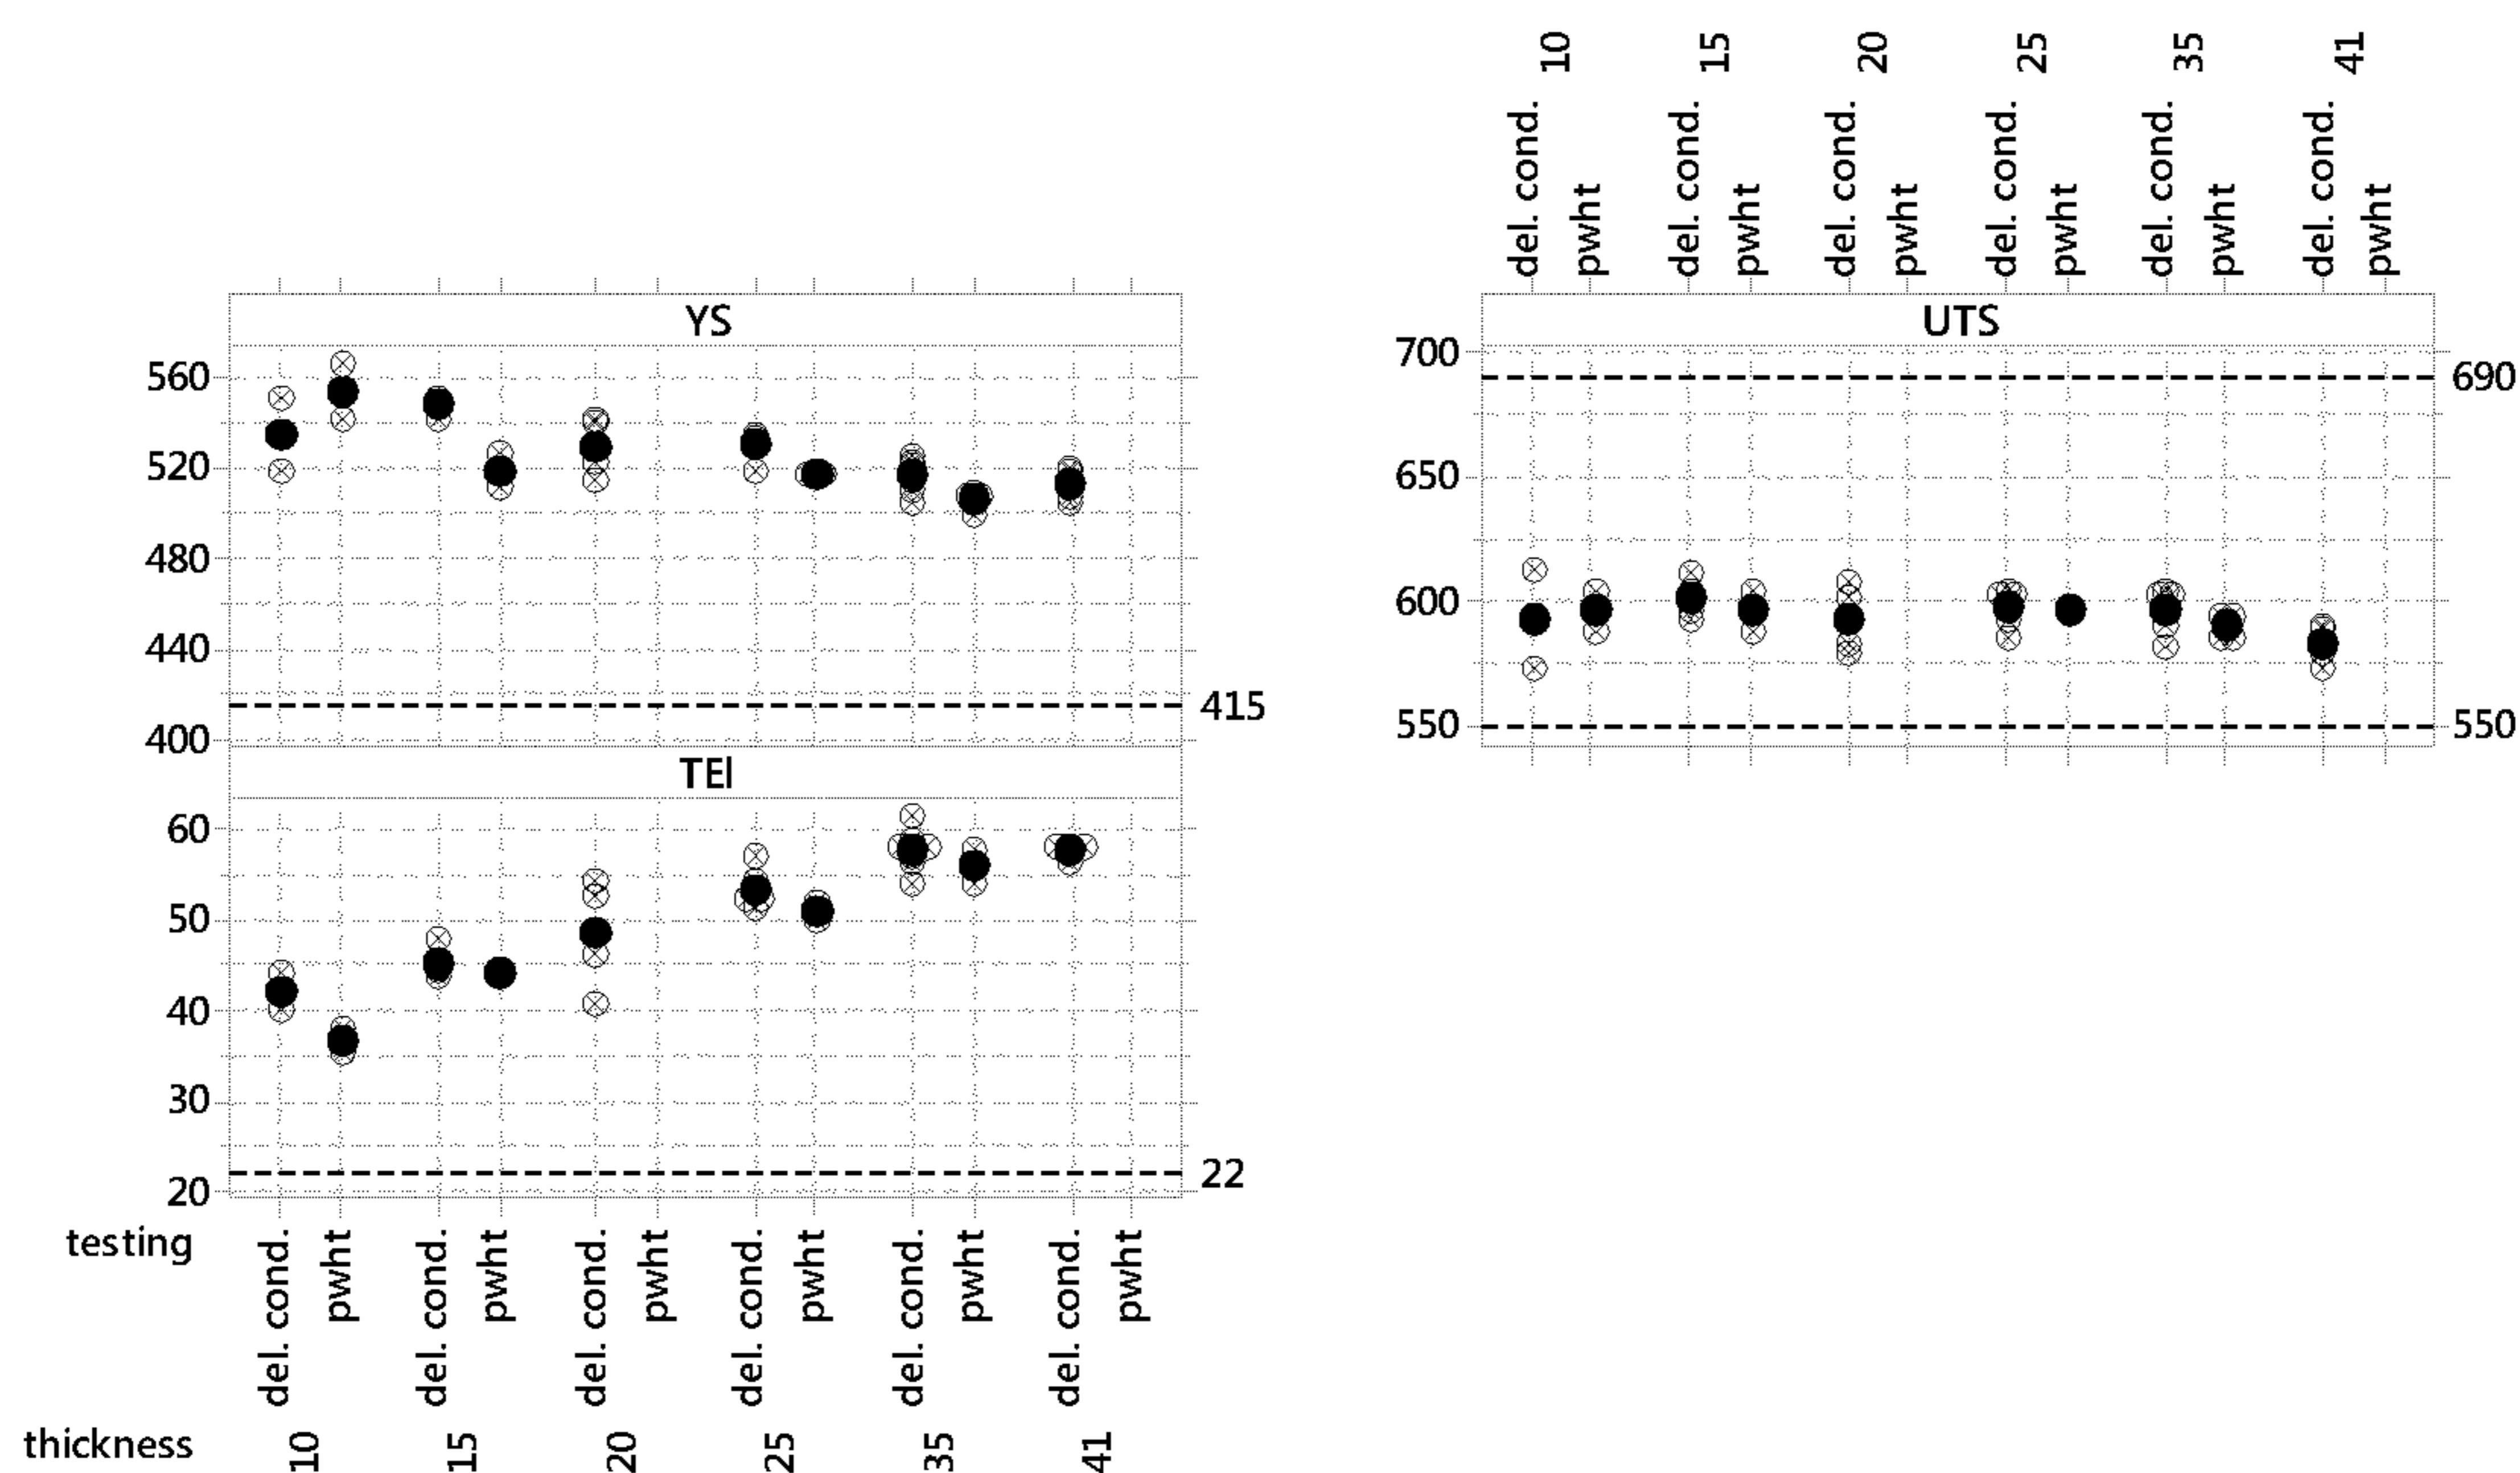 10 15 20 25 35 41
del. cond. pwht del. cond. pwht del. cond. pwht del. cond. pwht del. cond. pwht del. cond. pwht
YS
560
520
480
440
400
415
UTS
700
650
600
550
690
550
TEl
60
50
40
30
20
22
testing del. cond. pwht del. cond. pwht del. cond. pwht del. cond. pwht del. cond. pwht del. cond. pwht
thickness 10 15 20 25 35 41